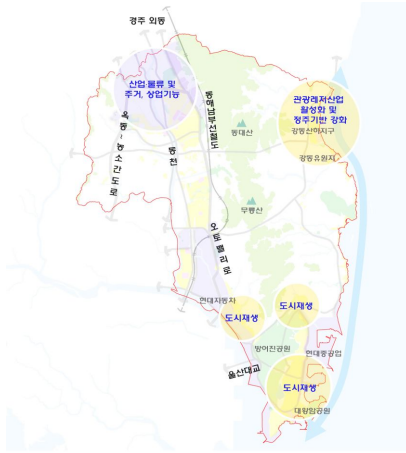 경주 외동
산업·물류 및
주거, 상업기능
관광레저산업
활성화 및
정주기반 강화
강동산하지구
강동유원지
동해남부선철도
동대산
옥동~농소간도로
동천
무룡산
오토밸리로
현대자동차
도시재생
도시재생
방어진공원
현대중공업
울산대교
도시재생
대왕암공원